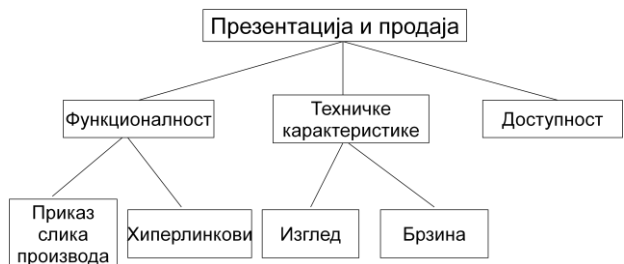 Презентација и продаја
Функционалност
Техничке
карактеристике
Доступност
Приказ
слика
производа
Хиперлинкови
Изглед
Брзина